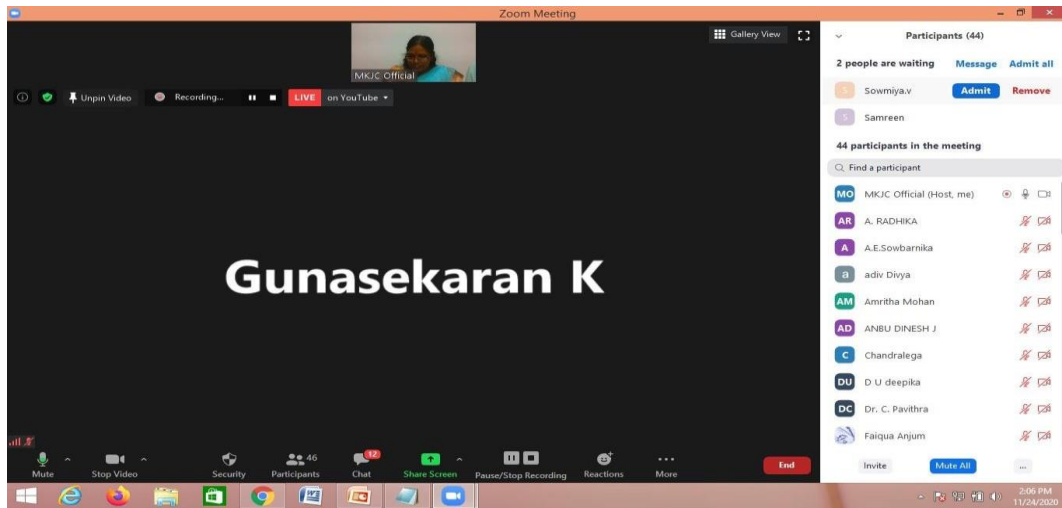 Zoom Meeting
MKJC Official
Gallery View
Unpin Video
Recording...
LIVE on YouTube
Gunasekaran K
Participants (44)
2 people are waiting Message Admit all
S Sowmiya.v Admit Remove
S Samreen
44 participants in the meeting
Find a participant
MO MKJC Official (Host, me)
AR A. RADHIKA
A A.E.Sowbarnika
a adiv Divya
AM Amritha Mohan
AD ANBU DINESH J
C Chandralega
DU D U deepika
DC Dr. C. Pavithra
Faiqua Anjum
Invite Mute All ...
46
12
Mute Stop Video Security Participants Chat Share Screen Pause/Stop Recording Reactions More End
2:06 PM
11/24/2020